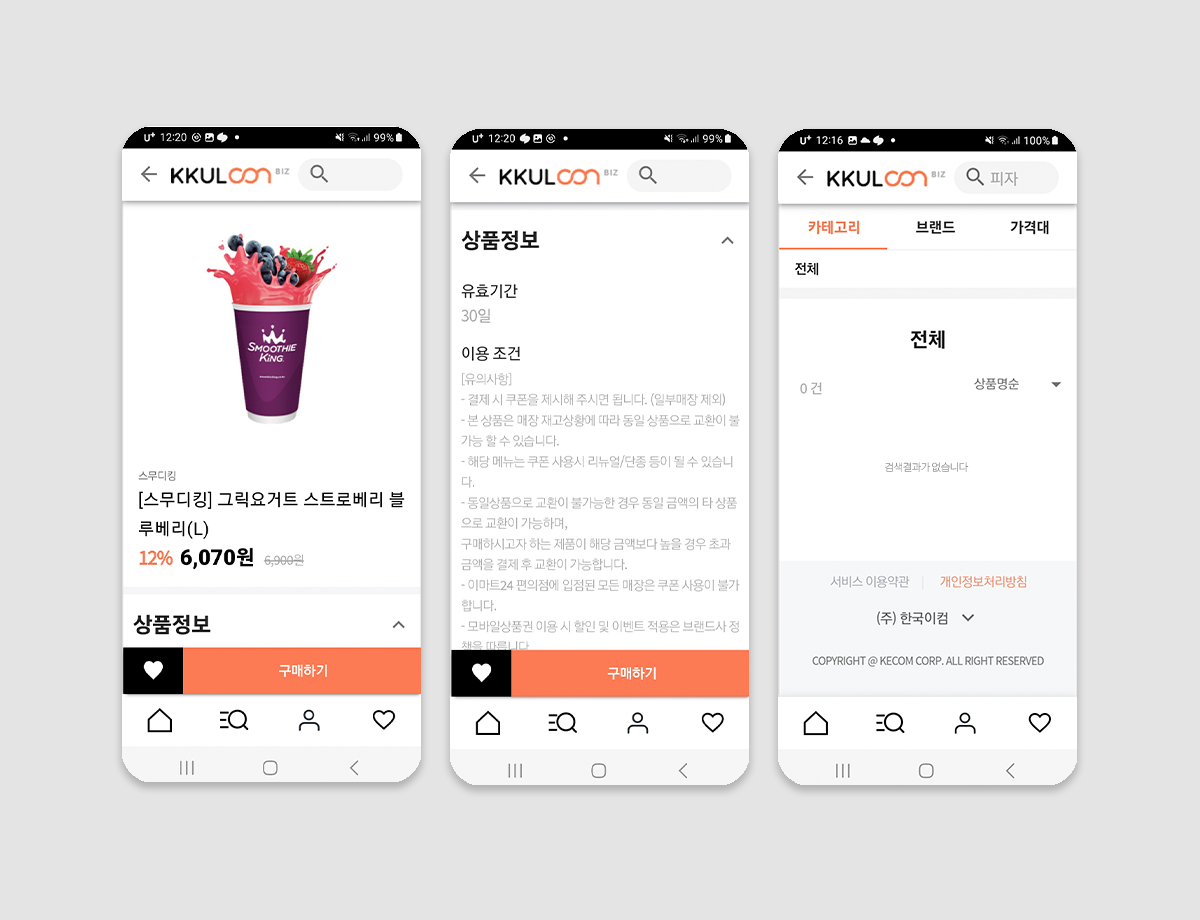 U+ 12:20
99%
KKULCON BIZ
SMOOTHIE
KING
스무디킹
[스무디킹] 그릭요거트 스트로베리 블
루베리(L)
12% 6,070원 6,900원
상품정보
구매하기
U+ 12:20
99%
KKULCON BIZ
상품정보
유효기간
30일
이용 조건
[유의사항]
- 결제 시 쿠폰을 제시해 주시면 됩니다. (일부매장 제외)
- 본 상품은 매장 재고상황에 따라 동일 상품으로 교환이 불
가능 할 수 있습니다.
- 해당 메뉴는 쿠폰 사용시 리뉴얼/단종 등이 될 수 있습니
다.
- 동일상품으로 교환이 불가능한 경우 동일 금액의 타 상품
으로 교환이 가능하며,
구매하시고자 하는 제품이 해당 금액보다 높을 경우 초과
금액을 결제 후 교환이 가능합니다.
- 이마트24 편의점에 입점된 모든 매장은 쿠폰 사용이 불가
합니다.
- 모바일상품권 이용 시 할인 및 이벤트 적용은 브랜드사 정
책을 따릅니다
구매하기
U+ 12:16
100%
KKULCON BIZ
피자
카테고리 브랜드 가격대
전체
전체
0 건
상품명순
검색결과가 없습니다
서비스 이용약관 | 개인정보처리방침
(주) 한국이컴
COPYRIGHT @ KECOM CORP. ALL RIGHT RESERVED